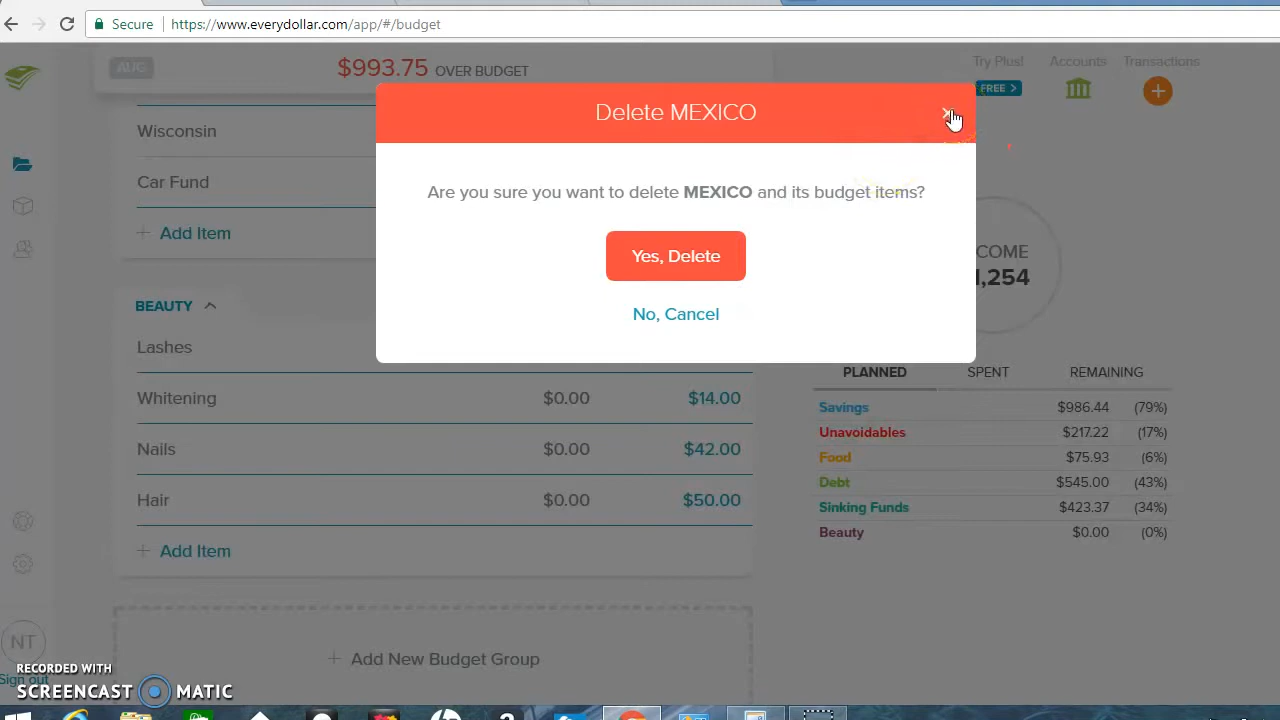 Secure https://www.everydollar.com/app/#/budget
AUG $993.75 OVER BUDGET
Try Plus! Accounts Transactions
FREE
Delete MEXICO
Are you sure you want to delete MEXICO and its budget items?
Yes, Delete
No, Cancel
Wisconsin
Car Fund
+ Add Item
BEAUTY
Lashes
Whitening $0.00 $14.00
Nails $0.00 $42.00
Hair $0.00 $50.00
+ Add Item
+ Add New Budget Group
PLANNED SPENT REMAINING
Savings $986.44 (79%)
Unavoidables $217.22 (17%)
Food $75.93 (6%)
Debt $545.00 (43%)
Sinking Funds $423.37 (34%)
Beauty $0.00 (0%)
NT
Sign out
RECORDED WITH
SCREENCAST MATIC